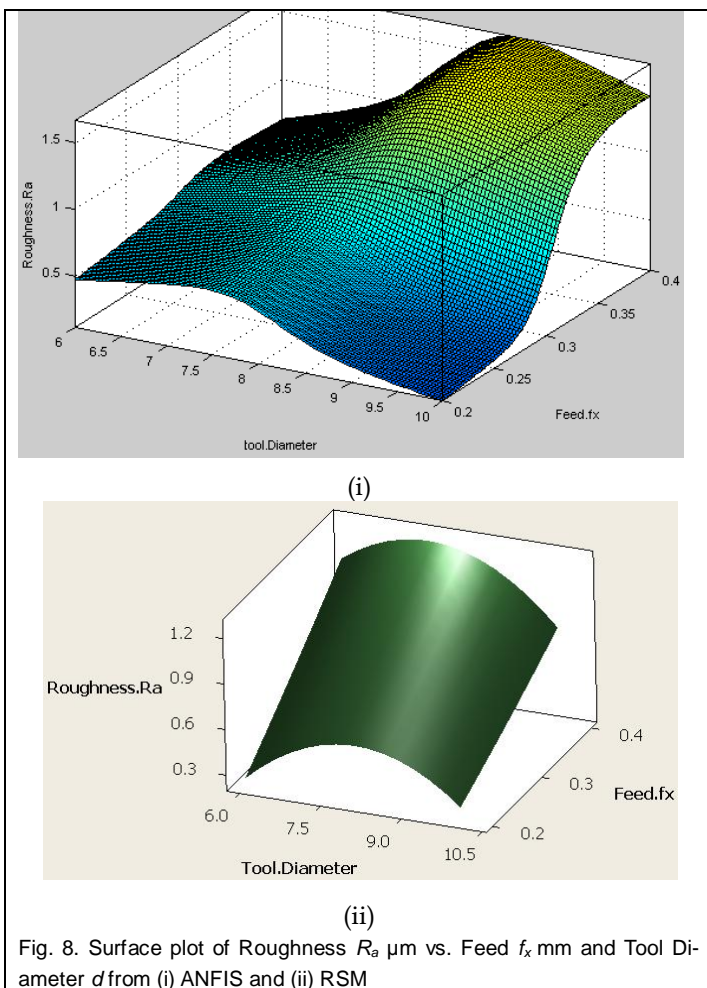 1.5
1
0.5
Roughness.Ra
6
6.5
7
7.5
8
8.5
9
9.5
10
0.2
0.25
0.3
0.35
0.4
tool.Diameter
Feed.fx
(i)
1.2
0.9
0.6
0.3
Roughness.Ra
6.0
7.5
9.0
10.5
0.2
0.3
0.4
Tool.Diameter
Feed.fx
(ii)
Fig. 8. Surface plot of Roughness Ra µm vs. Feed fx mm and Tool Di-
ameter d from (i) ANFIS and (ii) RSM